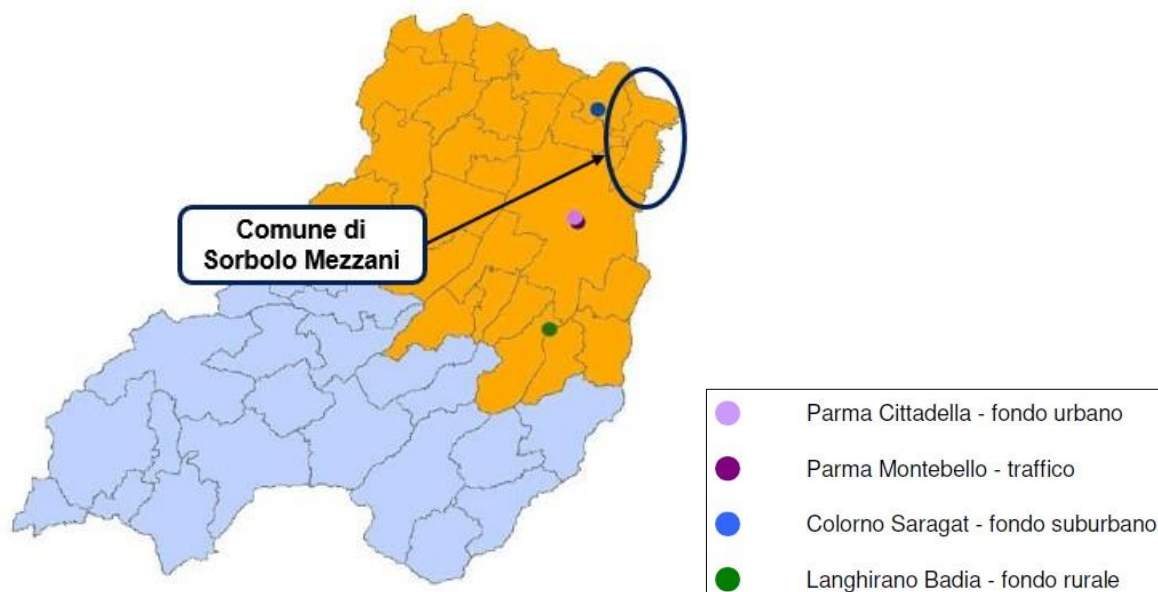 Comune di
Sorbolo Mezzani
Parma Cittadella - fondo urbano
Parma Montebello - traffico
Colorno Saragat - fondo suburbano
Langhirano Badia - fondo rurale